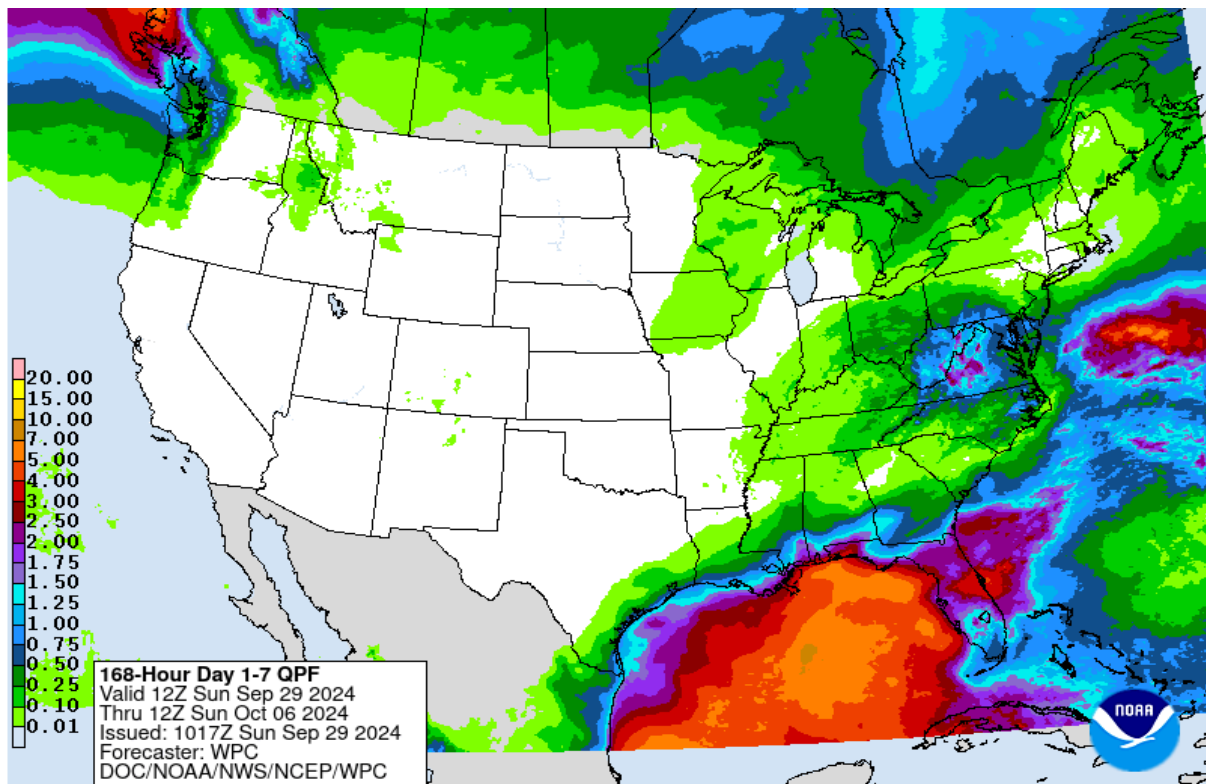 20.00
15.00
10.00
7.00
5.00
4.00
3.00
2.50
2.00
1.75
1.50
1.25
1.00
0.75
0.50
0.25
0.10
0.01
168-Hour Day 1-7 QPF
Valid 12Z Sun Sep 29 2024
Thru 12Z Sun Oct 06 2024
Issued: 1017Z Sun Sep 29 2024
Forecaster: WPC
DOC/NOAA/NWS/NCEP/WPC
NOAA